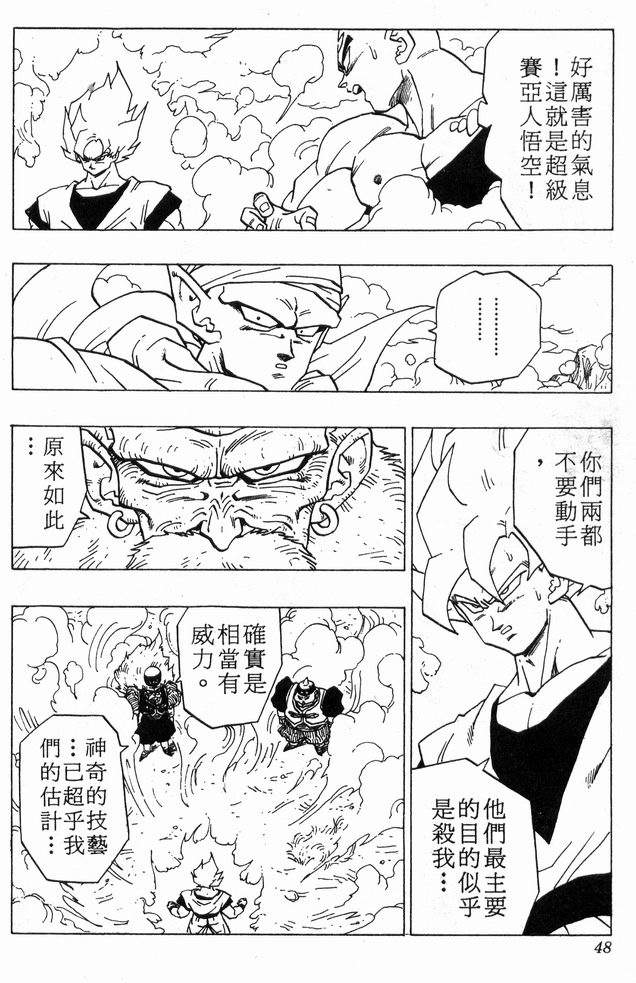 好厲害的氣息
！這就是超級
賽亞人悟空！
………
你們兩都
不要動手，
他們最主要
的目的似乎
是殺我…
原來如此
…
確實是
相當有
威力。
神奇的技藝
…已超乎我
們的估計…
48